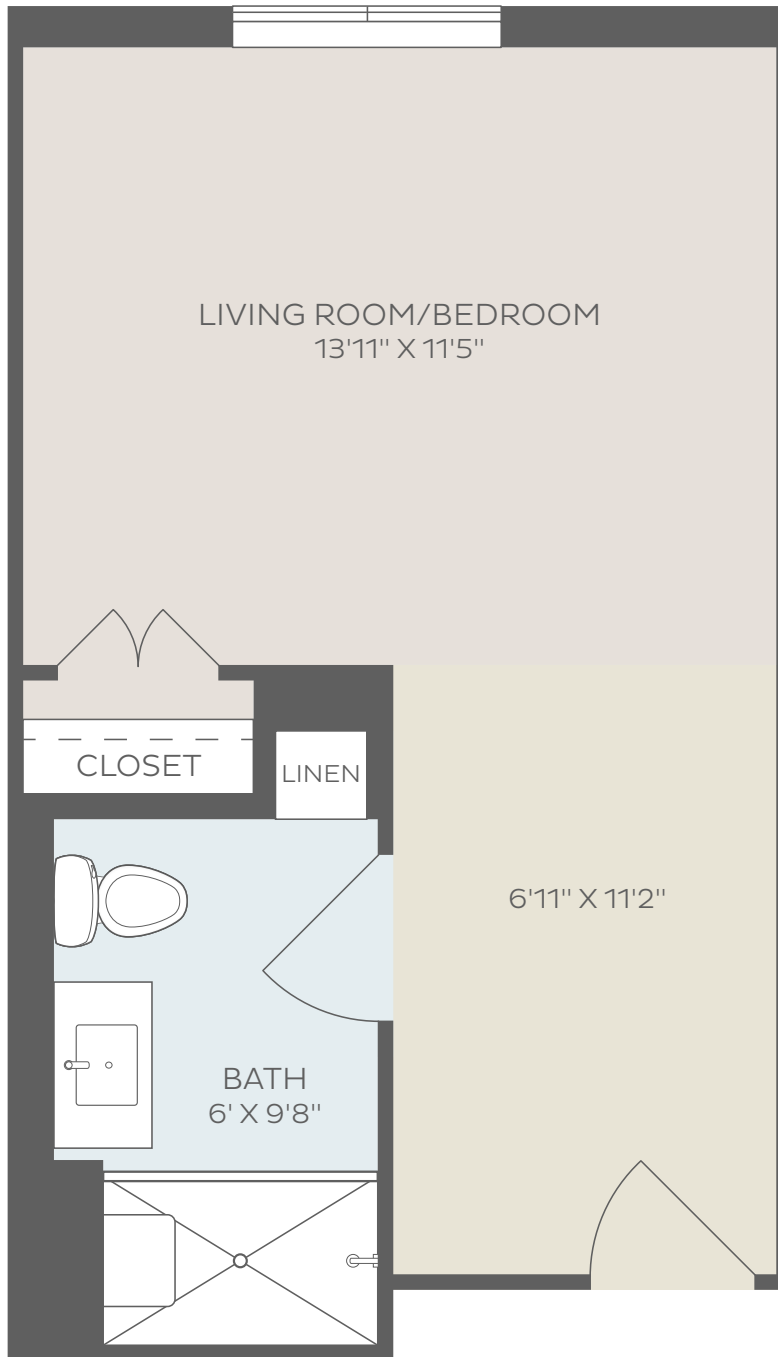 LIVING ROOM/BEDROOM
13'11" X 11'5"
CLOSET
LINEN
6'11" X 11'2"
BATH
6' X 9'8"